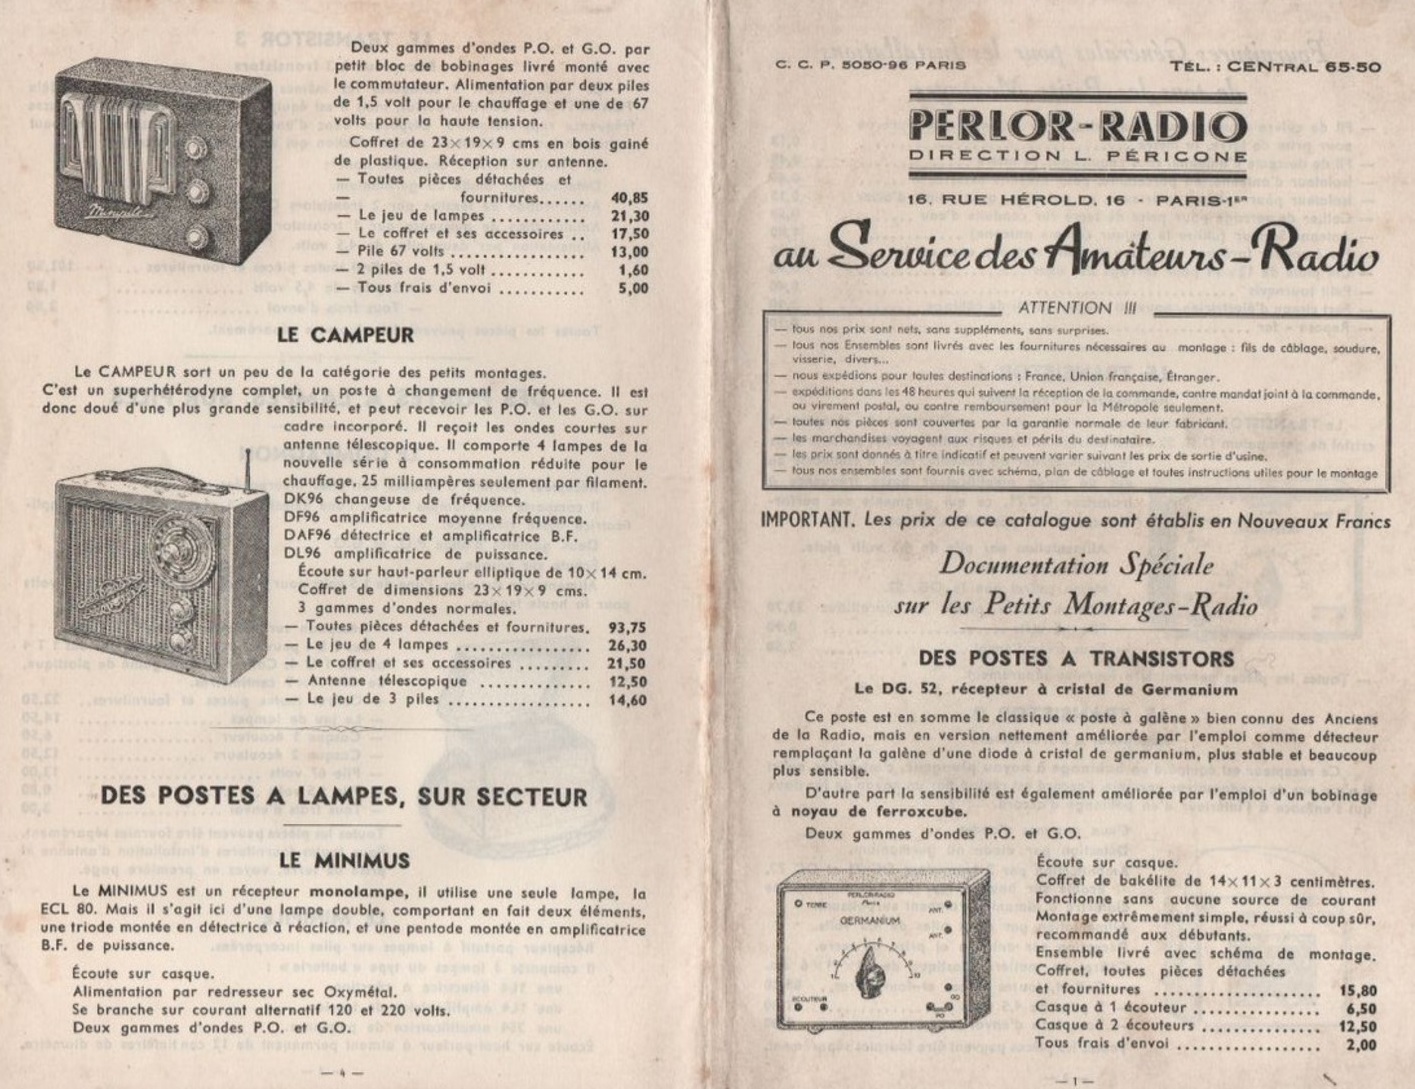 Deux gammes d'ondes P.O. et G.O. par
petit bloc de bobinages livré monté avec
le commutateur. Alimentation par deux piles
de 1,5 volt pour le chauffage et une de 67
volts pour la haute tension.
Coffret de 23×19×9 cms en bois gainé
de plastique. Réception sur antenne.
— Toutes pièces détachées et
— fournitures...... 40,85
— Le jeu de lampes ............ 21,30
— Le coffret et ses accessoires .. 17,50
— Pile 67 volts ................. 13,00
— 2 piles de 1,5 volt ............ 1,60
— Tous frais d'envoi ........... 5,00
LE CAMPEUR
Le CAMPEUR sort un peu de la catégorie des petits montages.
C'est un superhétérodyne complet, un poste à changement de fréquence. Il est
donc doué d'une plus grande sensibilité, et peut recevoir les P.O. et les G.O. sur
cadre incorporé. Il reçoit les ondes courtes sur
antenne télescopique. Il comporte 4 lampes de la
nouvelle série à consommation réduite pour le
chauffage, 25 milliampères seulement par filament.
DK96 changeuse de fréquence.
DF96 amplificatrice moyenne fréquence.
DAF96 détectrice et amplificatrice B.F.
DL96 amplificatrice de puissance.
Écoute sur haut-parleur elliptique de 10×14 cm.
Coffret de dimensions 23×19×9 cms.
3 gammes d'ondes normales.
— Toutes pièces détachées et fournitures. 93,75
— Le jeu de 4 lampes ................. 26,30
— Le coffret et ses accessoires ......... 21,50
— Antenne télescopique .............. 12,50
— Le jeu de 3 piles .................. 14,60
DES POSTES A LAMPES, SUR SECTEUR
LE MINIMUS
Le MINIMUS est un récepteur monolampe, il utilise une seule lampe, la
ECL 80. Mais il s'agit ici d'une lampe double, comportant en fait deux éléments,
une triode montée en détectrice à réaction, et une pentode montée en amplificatrice
B.F. de puissance.
Écoute sur casque.
Alimentation par redresseur sec Oxymétal.
Se branche sur courant alternatif 120 et 220 volts.
Deux gammes d'ondes P.O. et G.O.
— 4 —
C. C. P. 5050-96 PARIS TÉL. : CENTRAL 65-50
PERLOR-RADIO
DIRECTION L. PÉRICONE
16, RUE HÉROLD, 16 - PARIS-1ER
au Service des Amateurs-Radio
ATTENTION !!!
— tous nos prix sont nets, sans suppléments, sans surprises.
— tous nos Ensembles sont livrés avec les fournitures nécessaires au montage : fils de câblage, soudure,
visserie, divers...
— nous expédions pour toutes destinations : France, Union française, Étranger.
— expéditions dans les 48 heures qui suivent la réception de la commande, contre mandat joint à la commande,
ou virement postal, ou contre remboursement pour la Métropole seulement.
— toutes nos pièces sont couvertes par la garantie normale de leur fabricant.
— les marchandises voyagent aux risques et périls du destinataire.
— les prix sont donnés à titre indicatif et peuvent varier suivant les prix de sortie d'usine.
— tous nos ensembles sont fournis avec schéma, plan de câblage et toutes instructions utiles pour le montage
IMPORTANT. Les prix de ce catalogue sont établis en Nouveaux Francs
Documentation Spéciale
sur les Petits Montages-Radio
DES POSTES A TRANSISTORS
Le DG. 52, récepteur à cristal de Germanium
Ce poste est en somme le classique « poste à galène » bien connu des Anciens
de la Radio, mais en version nettement améliorée par l'emploi comme détecteur
remplaçant la galène d'une diode à cristal de germanium, plus stable et beaucoup
plus sensible.
D'autre part la sensibilité est également améliorée par l'emploi d'un bobinage
à noyau de ferroxcube.
Deux gammes d'ondes P.O. et G.O.
PERLOR-RADIO
Paris
TERRE
ANT.
GERMANIUM
ANT.
ECOUTEUR
GO
PO
Écoute sur casque.
Coffret de bakélite de 14×11×3 centimètres.
Fonctionne sans aucune source de courant
Montage extrêmement simple, réussi à coup sûr,
recommandé aux débutants.
Ensemble livré avec schéma de montage.
Coffret, toutes pièces détachées
et fournitures ..................... 15,80
Casque à 1 écouteur ................ 6,50
Casque à 2 écouteurs ............... 12,50
Tous frais d'envoi .................. 2,00
— 1 —